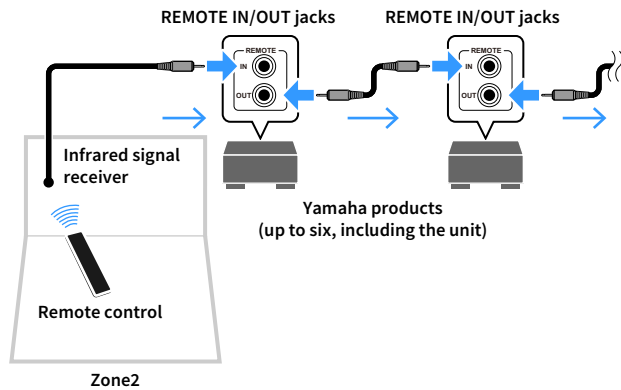 REMOTE IN/OUT jacks
REMOTE IN/OUT jacks
REMOTE
IN
OUT
REMOTE
IN
OUT
Infrared signal
receiver
Yamaha products
(up to six, including the unit)
Remote control
Zone2